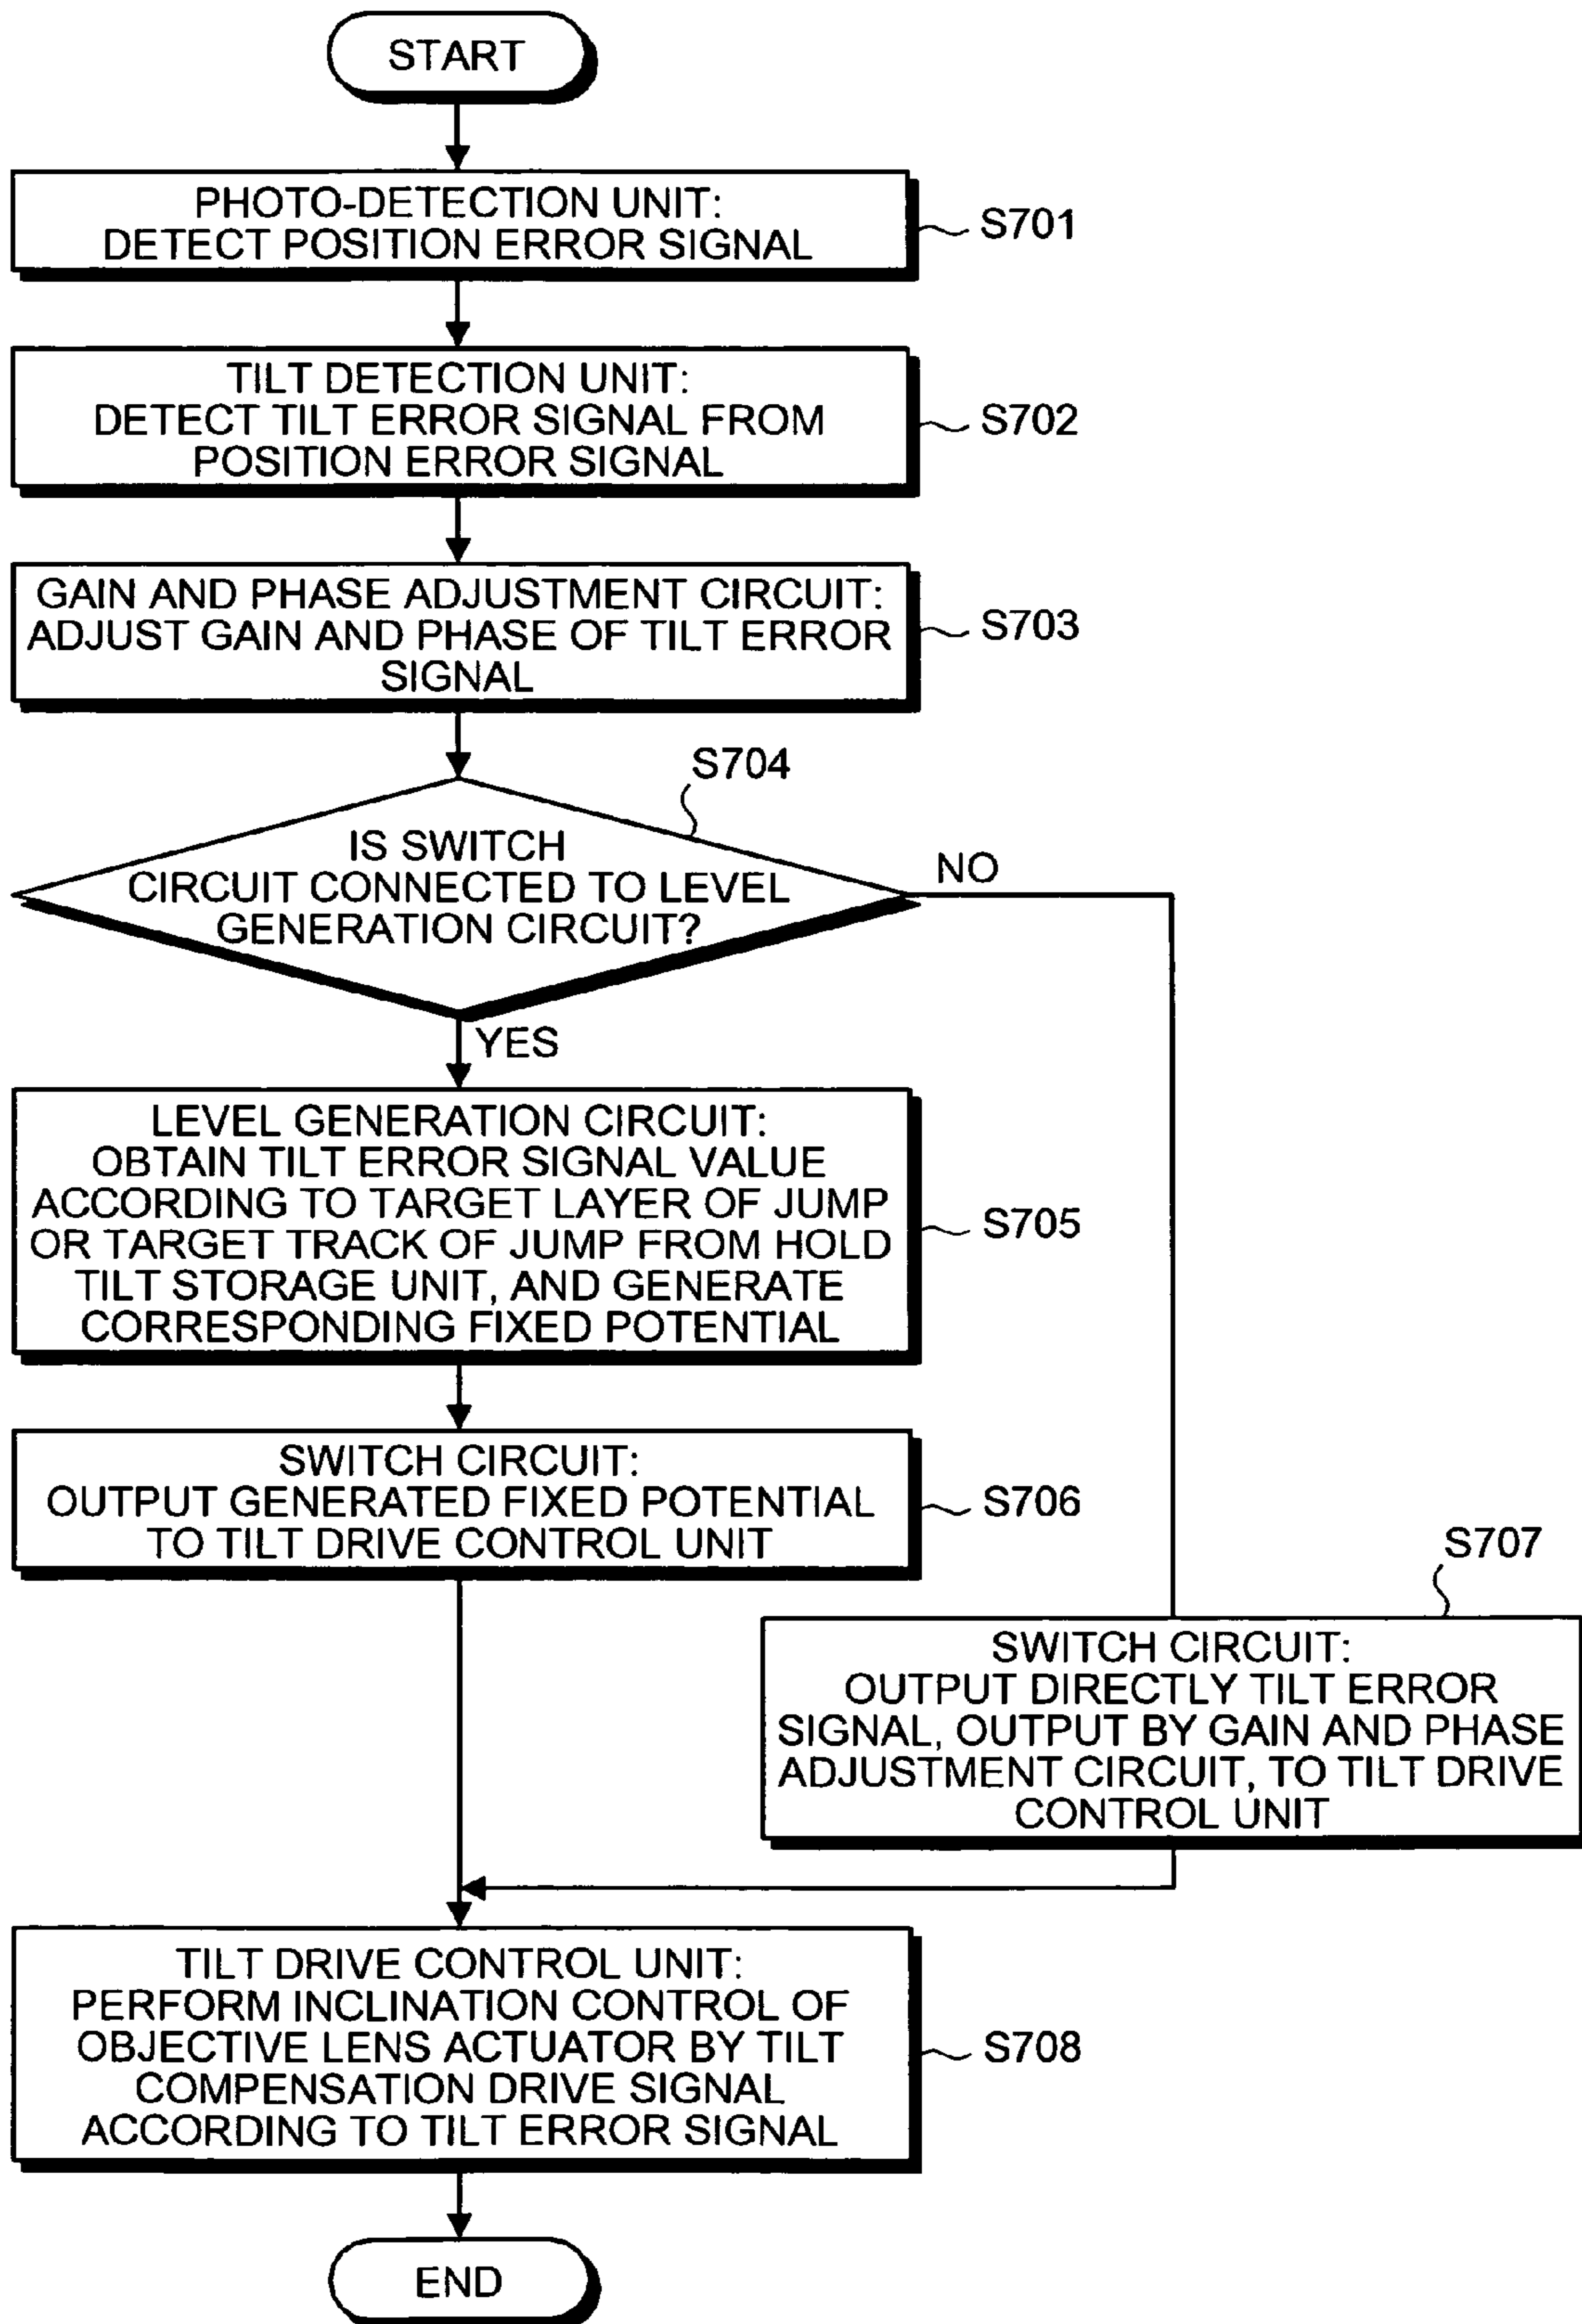 START
PHOTO-DETECTION UNIT:
DETECT POSITION ERROR SIGNAL
S701
TILT DETECTION UNIT:
DETECT TILT ERROR SIGNAL FROM
POSITION ERROR SIGNAL
S702
GAIN AND PHASE ADJUSTMENT CIRCUIT:
ADJUST GAIN AND PHASE OF TILT ERROR
SIGNAL
S703
S704
IS SWITCH
CIRCUIT CONNECTED TO LEVEL
GENERATION CIRCUIT?
NO
YES
LEVEL GENERATION CIRCUIT:
OBTAIN TILT ERROR SIGNAL VALUE
ACCORDING TO TARGET LAYER OF JUMP
OR TARGET TRACK OF JUMP FROM HOLD
TILT STORAGE UNIT, AND GENERATE
CORRESPONDING FIXED POTENTIAL
S705
SWITCH CIRCUIT:
OUTPUT GENERATED FIXED POTENTIAL
TO TILT DRIVE CONTROL UNIT
S706
S707
SWITCH CIRCUIT:
OUTPUT DIRECTLY TILT ERROR
SIGNAL, OUTPUT BY GAIN AND PHASE
ADJUSTMENT CIRCUIT, TO TILT DRIVE
CONTROL UNIT
TILT DRIVE CONTROL UNIT:
PERFORM INCLINATION CONTROL OF
OBJECTIVE LENS ACTUATOR BY TILT
COMPENSATION DRIVE SIGNAL
ACCORDING TO TILT ERROR SIGNAL
S708
END